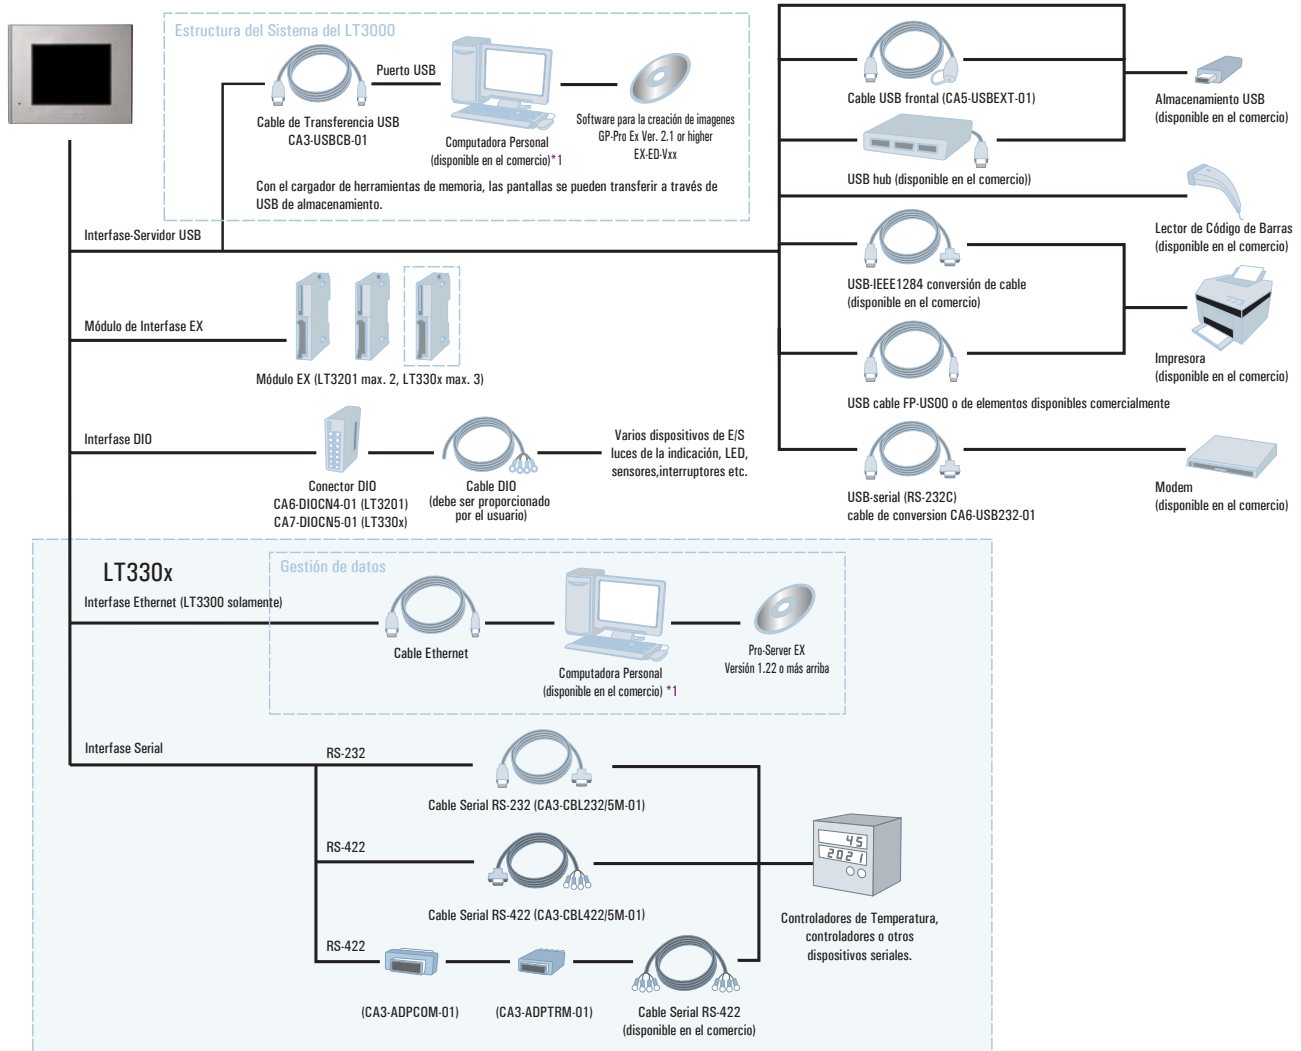 Estructura del Sistema del LT3000
Puerto USB
Cable de Transferencia USB
CA3-USBCB-01
Computadora Personal
(disponible en el comercio)*1
Software para la creación de imagenes
GP-Pro Ex Ver. 2.1 or higher
EX-ED-Vxx
Con el cargador de herramientas de memoria, las pantallas se pueden transferir a través de
USB de almacenamiento.
Cable USB frontal (CA5-USBEXT-01)
Almacenamiento USB
(disponible en el comercio)
USB hub (disponible en el comercio))
Lector de Código de Barras
(disponible en el comercio)
Interfase-Servidor USB
USB-IEEE1284 conversión de cable
(disponible en el comercio)
Impresora
(disponible en el comercio)
USB cable FP-US00 o de elementos disponibles comercialmente
USB-serial (RS-232C)
cable de conversion CA6-USB232-01
Modem
(disponible en el comercio)
Módulo de Interfase EX
Módulo EX (LT3201 max. 2, LT330x max. 3)
Interfase DIO
Conector DIO
CA6-DIOCN4-01 (LT3201)
CA7-DIOCN5-01 (LT330x)
Cable DIO
(debe ser proporcionado
por el usuario)
Varios dispositivos de E/S
luces de la indicación, LED,
sensores,interruptores etc.
LT330x
Gestión de datos
Interfase Ethernet (LT3300 solamente)
Cable Ethernet
Computadora Personal
(disponible en el comercio) *1
Pro-Server EX
Versión 1.22 o más arriba
Interfase Serial
RS-232
Cable Serial RS-232 (CA3-CBL232/5M-01)
RS-422
Cable Serial RS-422 (CA3-CBL422/5M-01)
45
2021
Controladores de Temperatura,
controladores o otros
dispositivos seriales.
RS-422
(CA3-ADPCOM-01)
(CA3-ADPTRM-01)
Cable Serial RS-422
(disponible en el comercio)